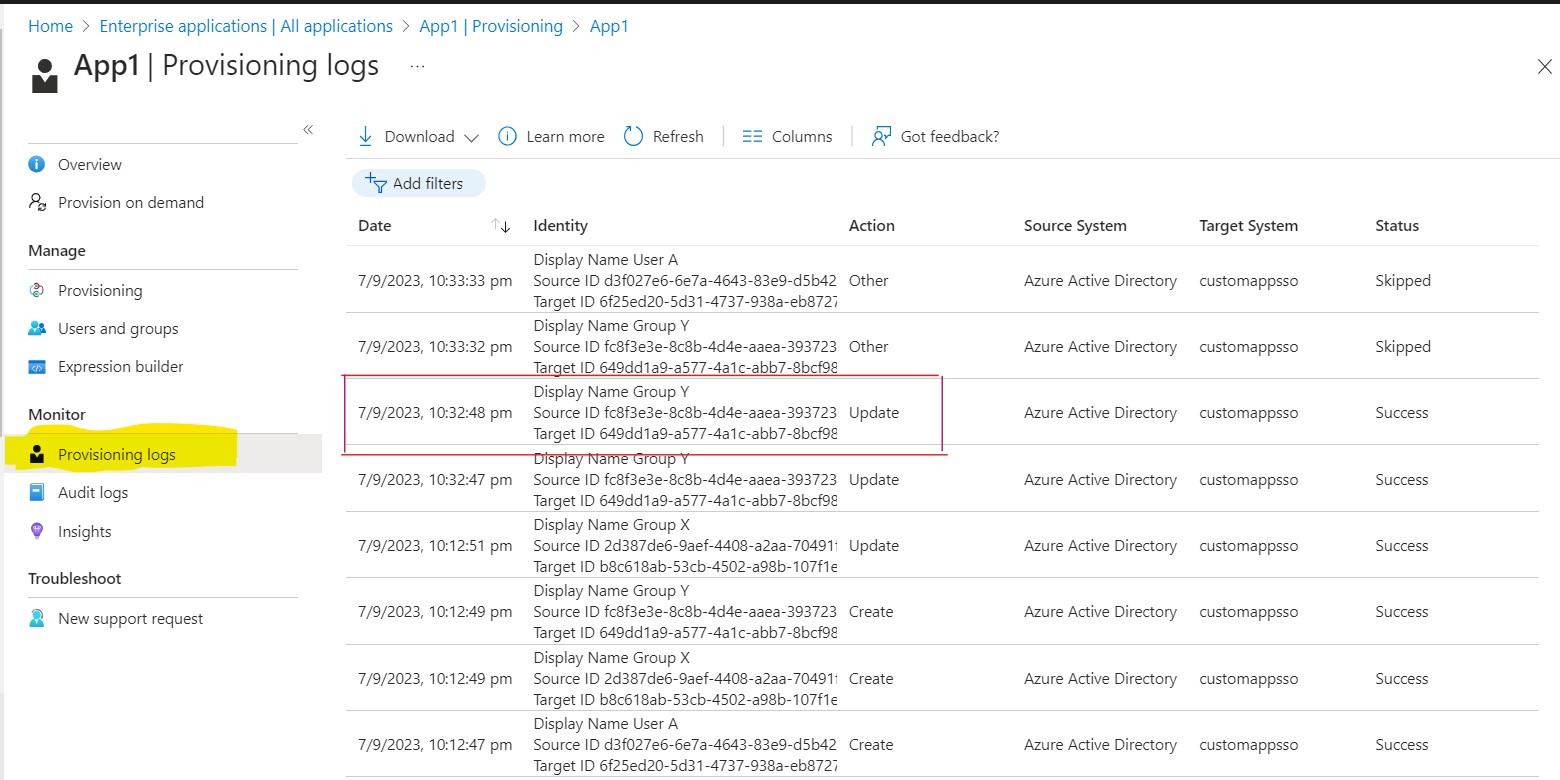 Home > Enterprise applications | All applications > App1 | Provisioning > App1
App1 | Provisioning logs ...
Download Learn more Refresh Columns Got feedback?
Add filters
Overview
Provision on demand
Manage
Provisioning
Users and groups
Expression builder
Monitor
Provisioning logs
Audit logs
Insights
Troubleshoot
New support request
Date Identity Action Source System Target System Status
Display Name User A
7/9/2023, 10:33:33 pm Source ID d3f027e6-6e7a-4643-83e9-d5b42 Other Azure Active Directory customappsso Skipped
Target ID 6f25ed20-5d31-4737-938a-eb8727
Display Name Group Y
7/9/2023, 10:33:32 pm Source ID fc8f3e3e-8c8b-4d4e-aaea-393723 Other Azure Active Directory customappsso Skipped
Target ID 649dd1a9-a577-4a1c-abb7-8bcf98
Display Name Group Y
7/9/2023, 10:32:48 pm Source ID fc8f3e3e-8c8b-4d4e-aaea-393723 Update Azure Active Directory customappsso Success
Target ID 649dd1a9-a577-4a1c-abb7-8bcf98
Display Name Group Y
7/9/2023, 10:32:47 pm Source ID fc8f3e3e-8c8b-4d4e-aaea-393723 Update Azure Active Directory customappsso Success
Target ID 649dd1a9-a577-4a1c-abb7-8bcf98
Display Name Group X
7/9/2023, 10:12:51 pm Source ID 2d387de6-9aef-4408-a2aa-70491f Update Azure Active Directory customappsso Success
Target ID b8c618ab-53cb-4502-a98b-107f1e
Display Name Group Y
7/9/2023, 10:12:49 pm Source ID fc8f3e3e-8c8b-4d4e-aaea-393723 Create Azure Active Directory customappsso Success
Target ID 649dd1a9-a577-4a1c-abb7-8bcf98
Display Name Group X
7/9/2023, 10:12:49 pm Source ID 2d387de6-9aef-4408-a2aa-70491f Create Azure Active Directory customappsso Success
Target ID b8c618ab-53cb-4502-a98b-107f1e
Display Name User A
7/9/2023, 10:12:47 pm Source ID d3f027e6-6e7a-4643-83e9-d5b42 Create Azure Active Directory customappsso Success
Target ID 6f25ed20-5d31-4737-938a-eb8727